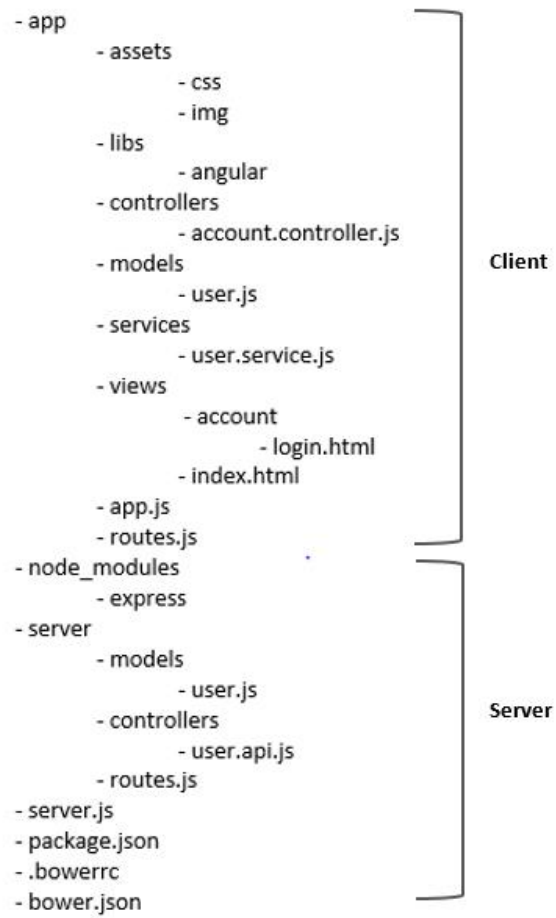 - app
- assets
- css
- img
- libs
- angular
- controllers
- account.controller.js
- models
- user.js
- services
- user.service.js
- views
- account
- login.html
- index.html
- app.js
- routes.js
Client
- node_modules
- express
- server
- models
- user.js
- controllers
- user.api.js
- routes.js
- server.js
- package.json
- .bowerrc
- bower.json
Server